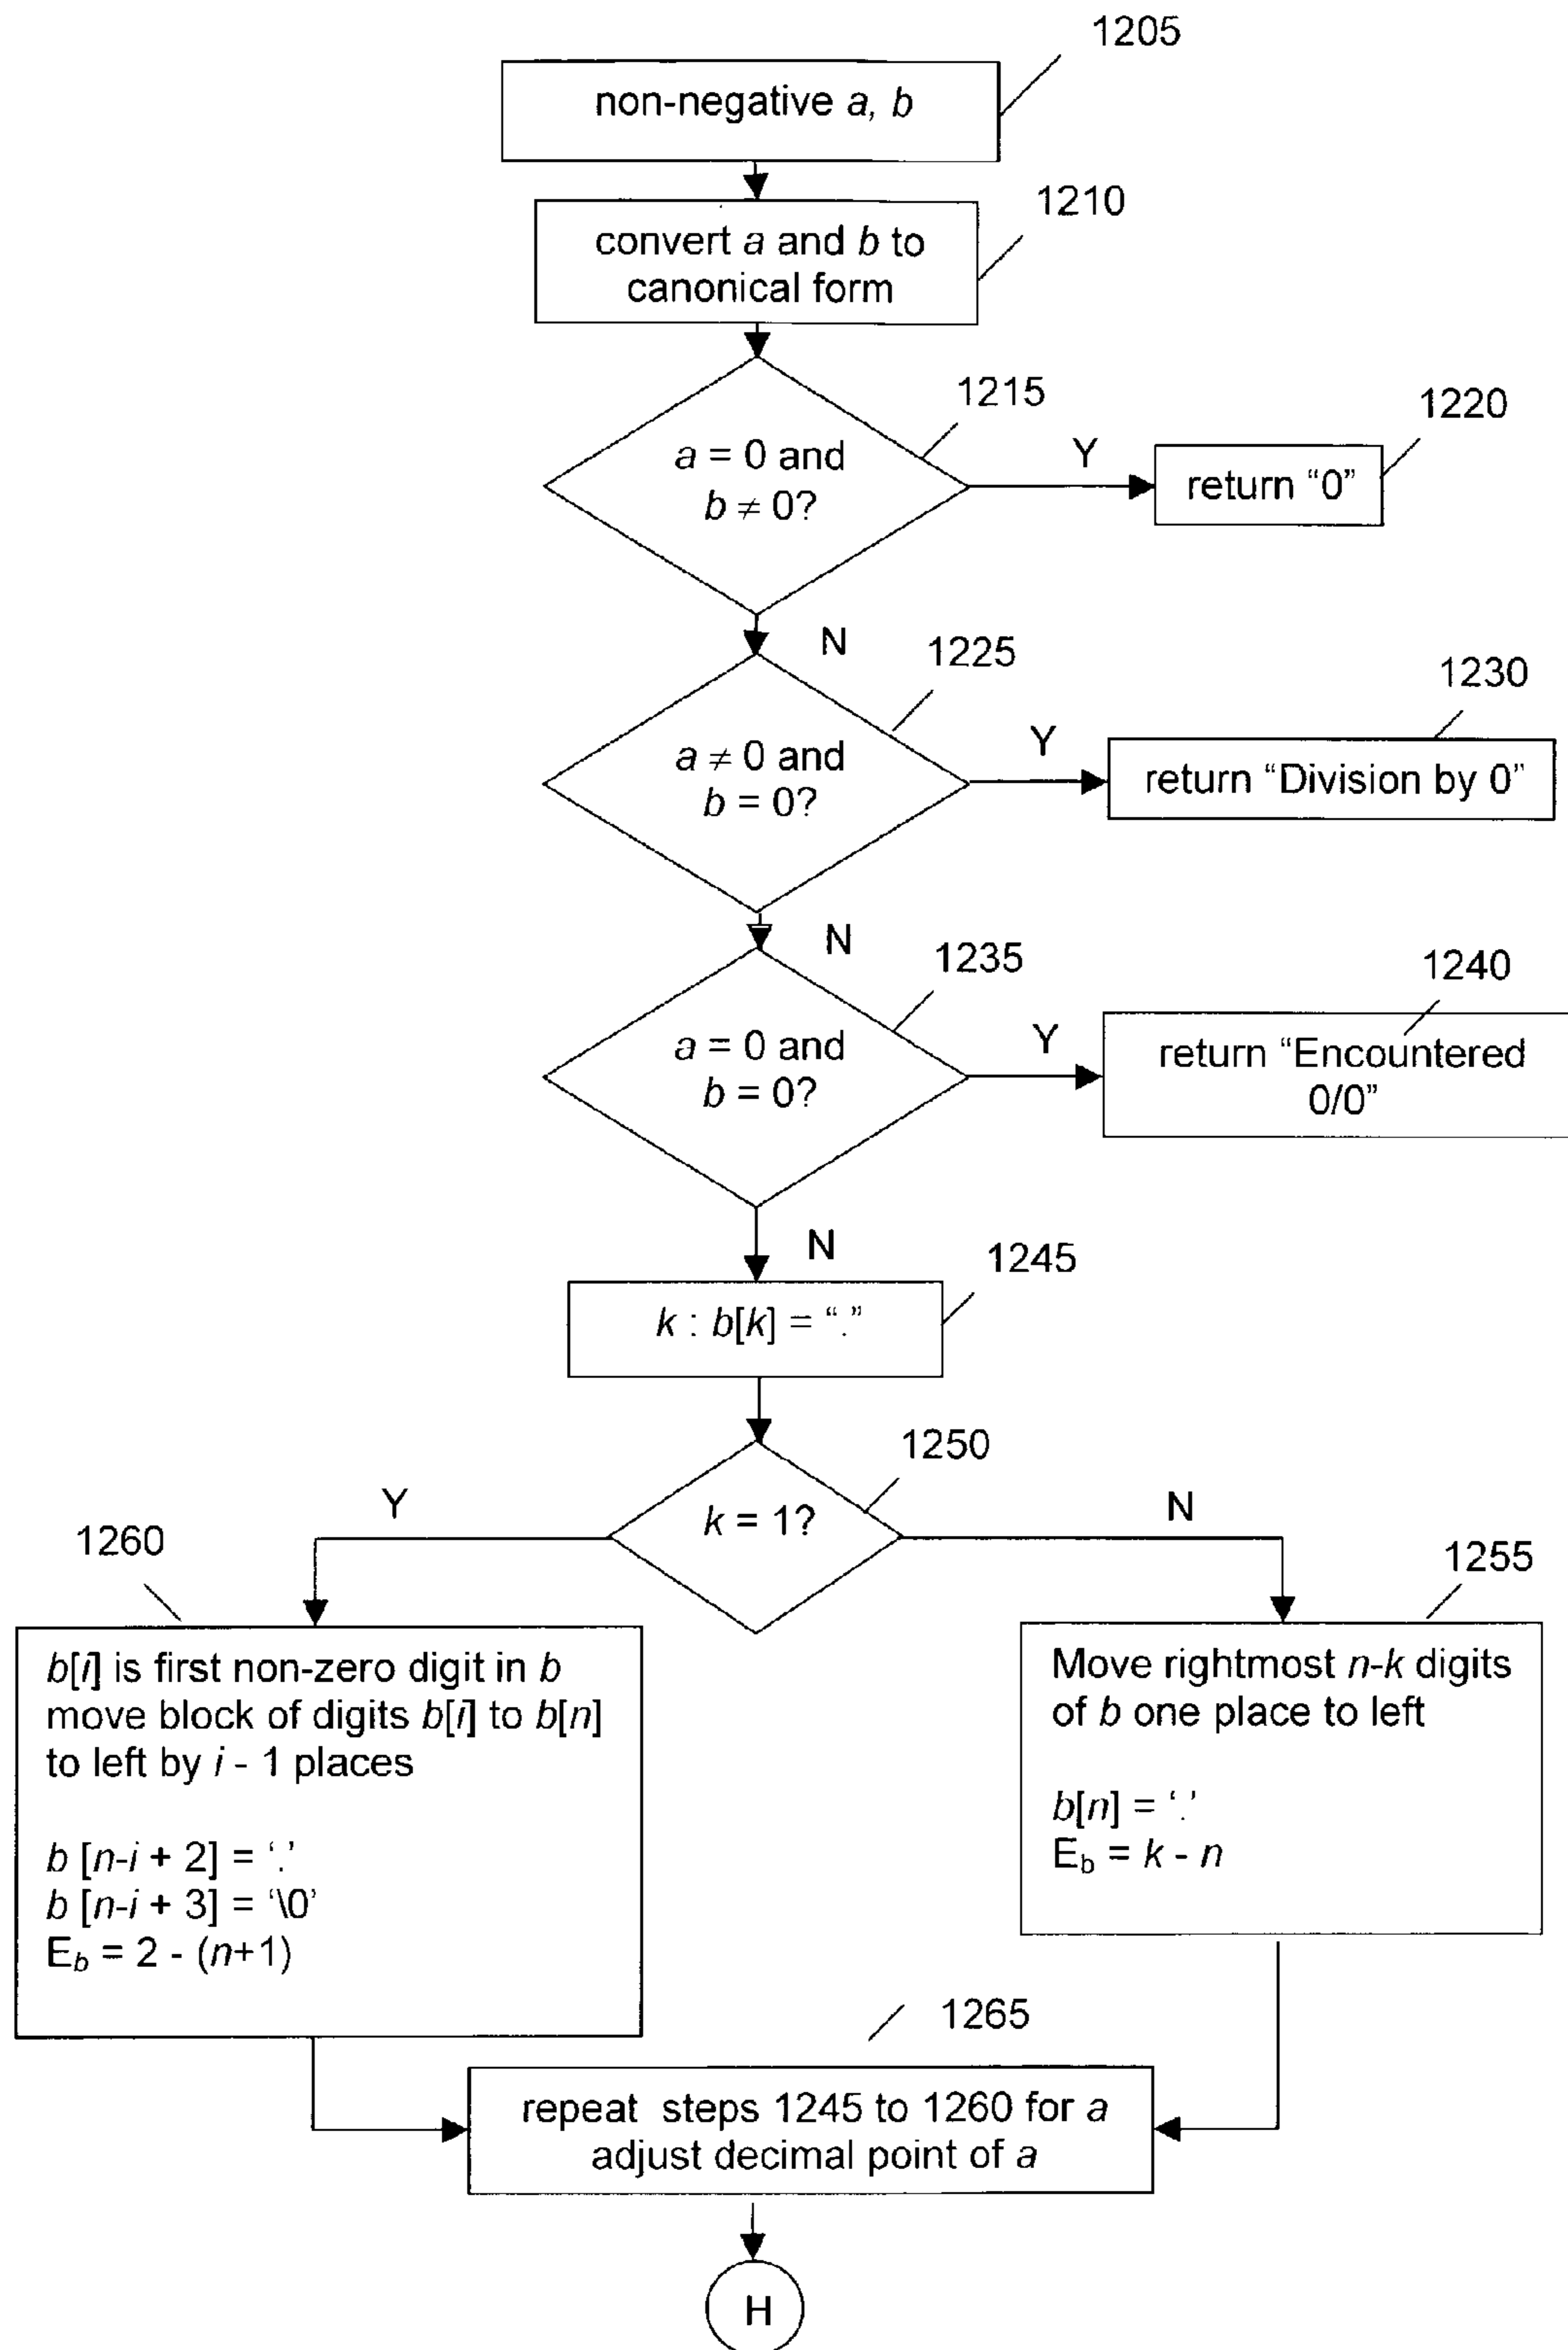 1205
non-negative a, b
1210
convert a and b to
canonical form
1215
a = 0 and
b ≠ 0?
Y
1220
return “0”
N
1225
a ≠ 0 and
b = 0?
Y
1230
return “Division by 0”
N
1235
a = 0 and
b = 0?
Y
1240
return “Encountered
0/0”
N
1245
k : b[k] = “.”
1250
k = 1?
Y
N
1260
b[i] is first non-zero digit in b
move block of digits b[i] to b[n]
to left by i - 1 places
b [n-i + 2] = ‘.’
b [n-i + 3] = ‘\0’
Eb = 2 - (n+1)
1255
Move rightmost n-k digits
of b one place to left
b[n] = ‘.’
Eb = k - n
1265
repeat steps 1245 to 1260 for a
adjust decimal point of a
H